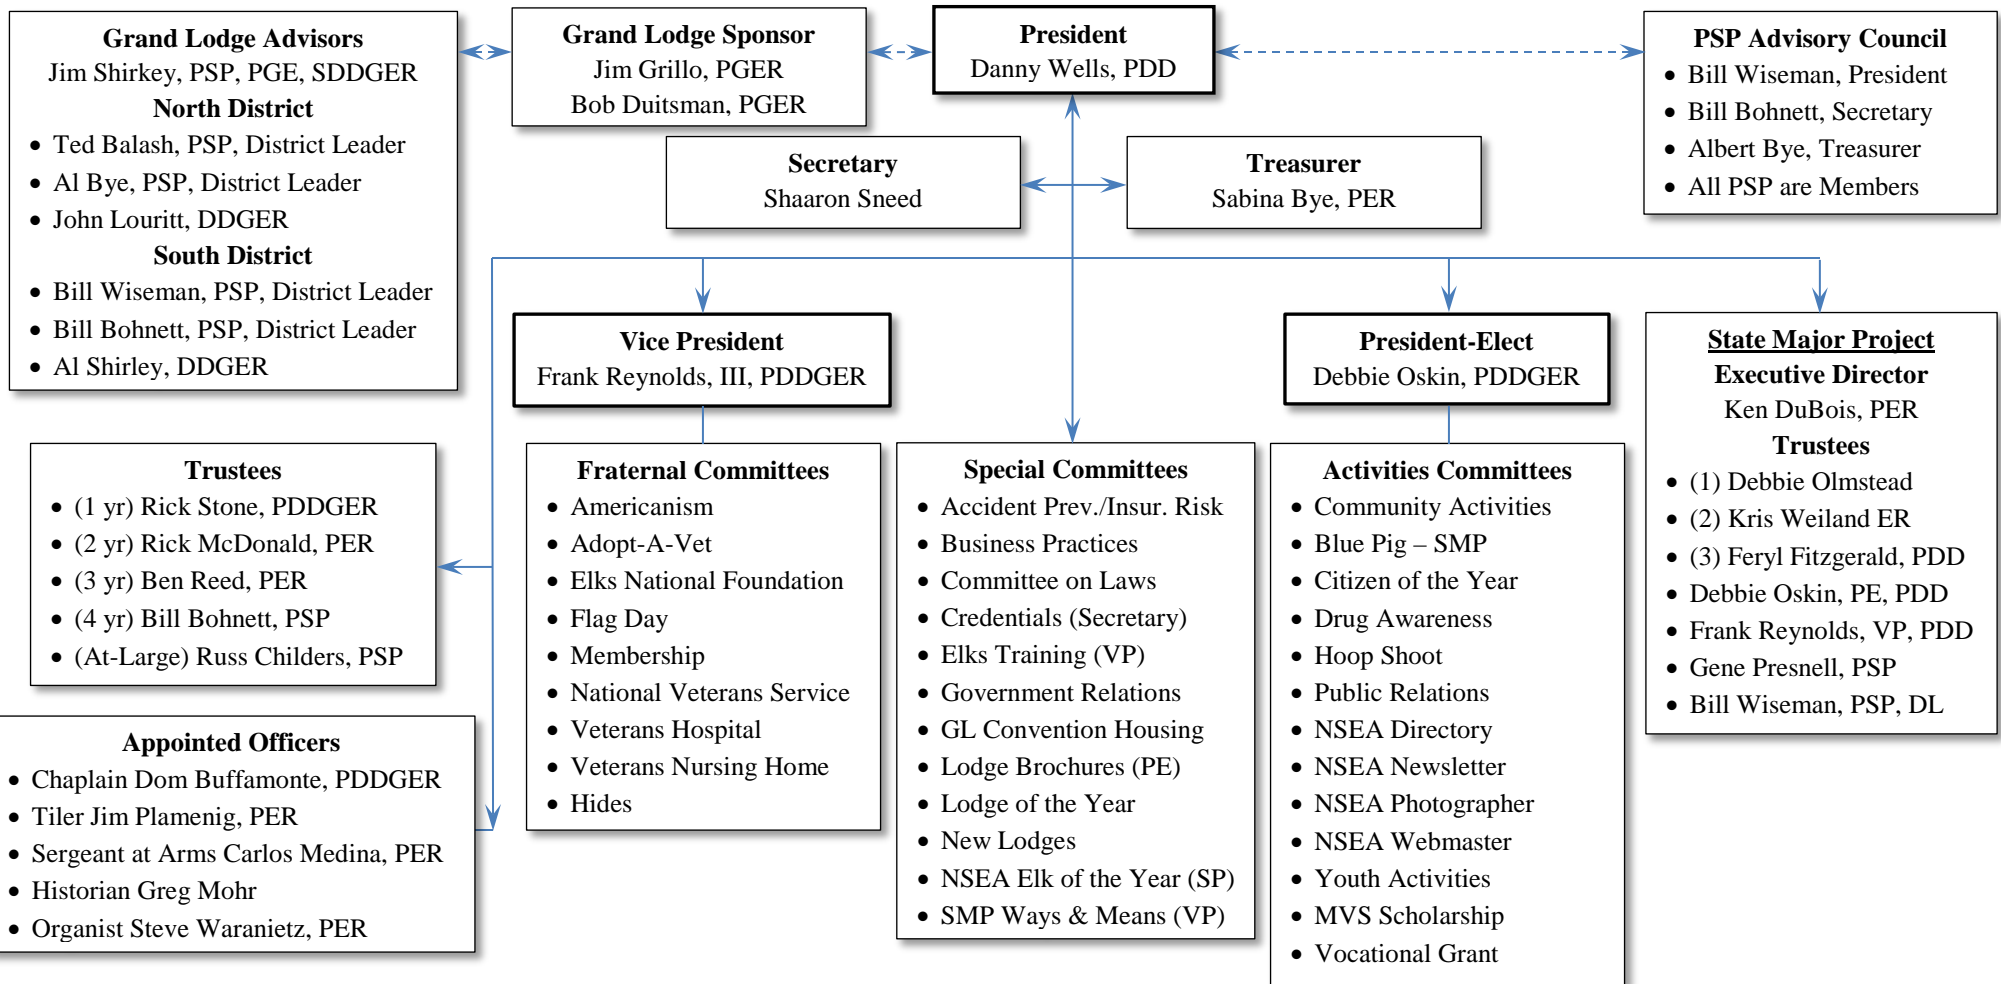 Grand Lodge Advisors
Jim Shirkey, PSP, PGE, SDDGER
North District
• Ted Balash, PSP, District Leader
• Al Bye, PSP, District Leader
• John Louritt, DDGER
South District
• Bill Wiseman, PSP, District Leader
• Bill Bohnett, PSP, District Leader
• Al Shirley, DDGER
Grand Lodge Sponsor
Jim Grillo, PGER
Bob Duitsman, PGER
President
Danny Wells, PDD
PSP Advisory Council
• Bill Wiseman, President
• Bill Bohnett, Secretary
• Albert Bye, Treasurer
• All PSP are Members
Secretary
Shaaron Sneed
Treasurer
Sabina Bye, PER
Vice President
Frank Reynolds, III, PDDGER
President-Elect
Debbie Oskin, PDDGER
State Major Project
Executive Director
Ken DuBois, PER
Trustees
• (1) Debbie Olmstead
• (2) Kris Weiland ER
• (3) Feryl Fitzgerald, PDD
• Debbie Oskin, PE, PDD
• Frank Reynolds, VP, PDD
• Gene Presnell, PSP
• Bill Wiseman, PSP, DL
Trustees
• (1 yr) Rick Stone, PDDGER
• (2 yr) Rick McDonald, PER
• (3 yr) Ben Reed, PER
• (4 yr) Bill Bohnett, PSP
• (At-Large) Russ Childers, PSP
Appointed Officers
• Chaplain Dom Buffamonte, PDDGER
• Tiler Jim Plamenig, PER
• Sergeant at Arms Carlos Medina, PER
• Historian Greg Mohr
• Organist Steve Waranietz, PER
Fraternal Committees
• Americanism
• Adopt-A-Vet
• Elks National Foundation
• Flag Day
• Membership
• National Veterans Service
• Veterans Hospital
• Veterans Nursing Home
• Hides
Special Committees
• Accident Prev./Insur. Risk
• Business Practices
• Committee on Laws
• Credentials (Secretary)
• Elks Training (VP)
• Government Relations
• GL Convention Housing
• Lodge Brochures (PE)
• Lodge of the Year
• New Lodges
• NSEA Elk of the Year (SP)
• SMP Ways & Means (VP)
Activities Committees
• Community Activities
• Blue Pig – SMP
• Citizen of the Year
• Drug Awareness
• Hoop Shoot
• Public Relations
• NSEA Directory
• NSEA Newsletter
• NSEA Photographer
• NSEA Webmaster
• Youth Activities
• MVS Scholarship
• Vocational Grant